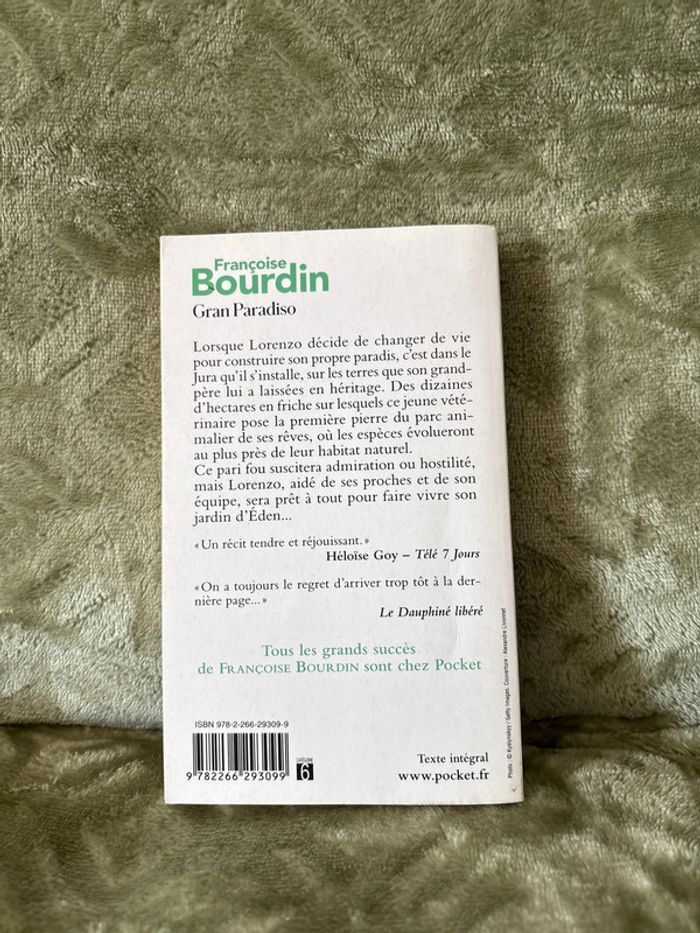 Françoise
Bourdin
Gran Paradiso
Lorsque Lorenzo décide de changer de vie
pour construire son propre paradis, c'est dans le
Jura qu'il s'installe, sur les terres que son grand-
père lui a laissées en héritage. Des dizaines
d'hectares en friche sur lesquels ce jeune vété-
rinaire pose la première pierre du parc ani-
malier de ses rêves, où les espèces évolueront
au plus près de leur habitat naturel.
Ce pari fou suscitera admiration ou hostilité,
mais Lorenzo, aidé de ses proches et de son
équipe, sera prêt à tout pour faire vivre son
jardin d'Éden...
« Un récit tendre et réjouissant. »
Héloïse Goy – Télé 7 Jours
« On a toujours le regret d'arriver trop tôt à la der-
nière page... »
Le Dauphiné libéré
Tous les grands succès
de FRANÇOISE BOURDIN sont chez Pocket
ISBN 978-2-266-29309-9
9 782266 293099
CATÉGORIE
6
Texte intégral
www.pocket.fr
Photo : © Kyslynskyy / Getty Images. Couverture : Alexandre